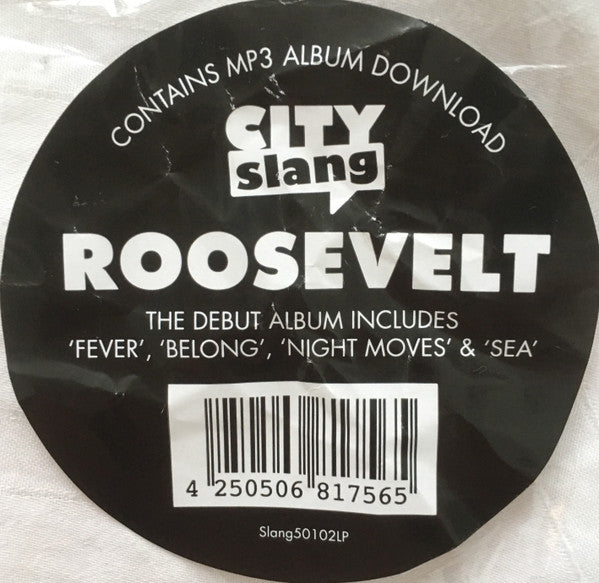 CONTAINS MP3 ALBUM DOWNLOAD
CITY
slang
ROOSEVELT
THE DEBUT ALBUM INCLUDES
'FEVER', 'BELONG', 'NIGHT MOVES' & 'SEA'
4 250506 817565
Slang50102LP